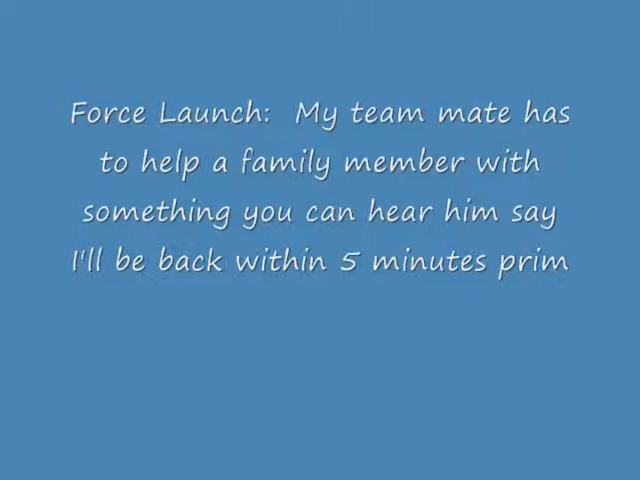 Force Launch:  My team mate has
to help a family member with
something you can hear him say
I'll be back within 5 minutes prim